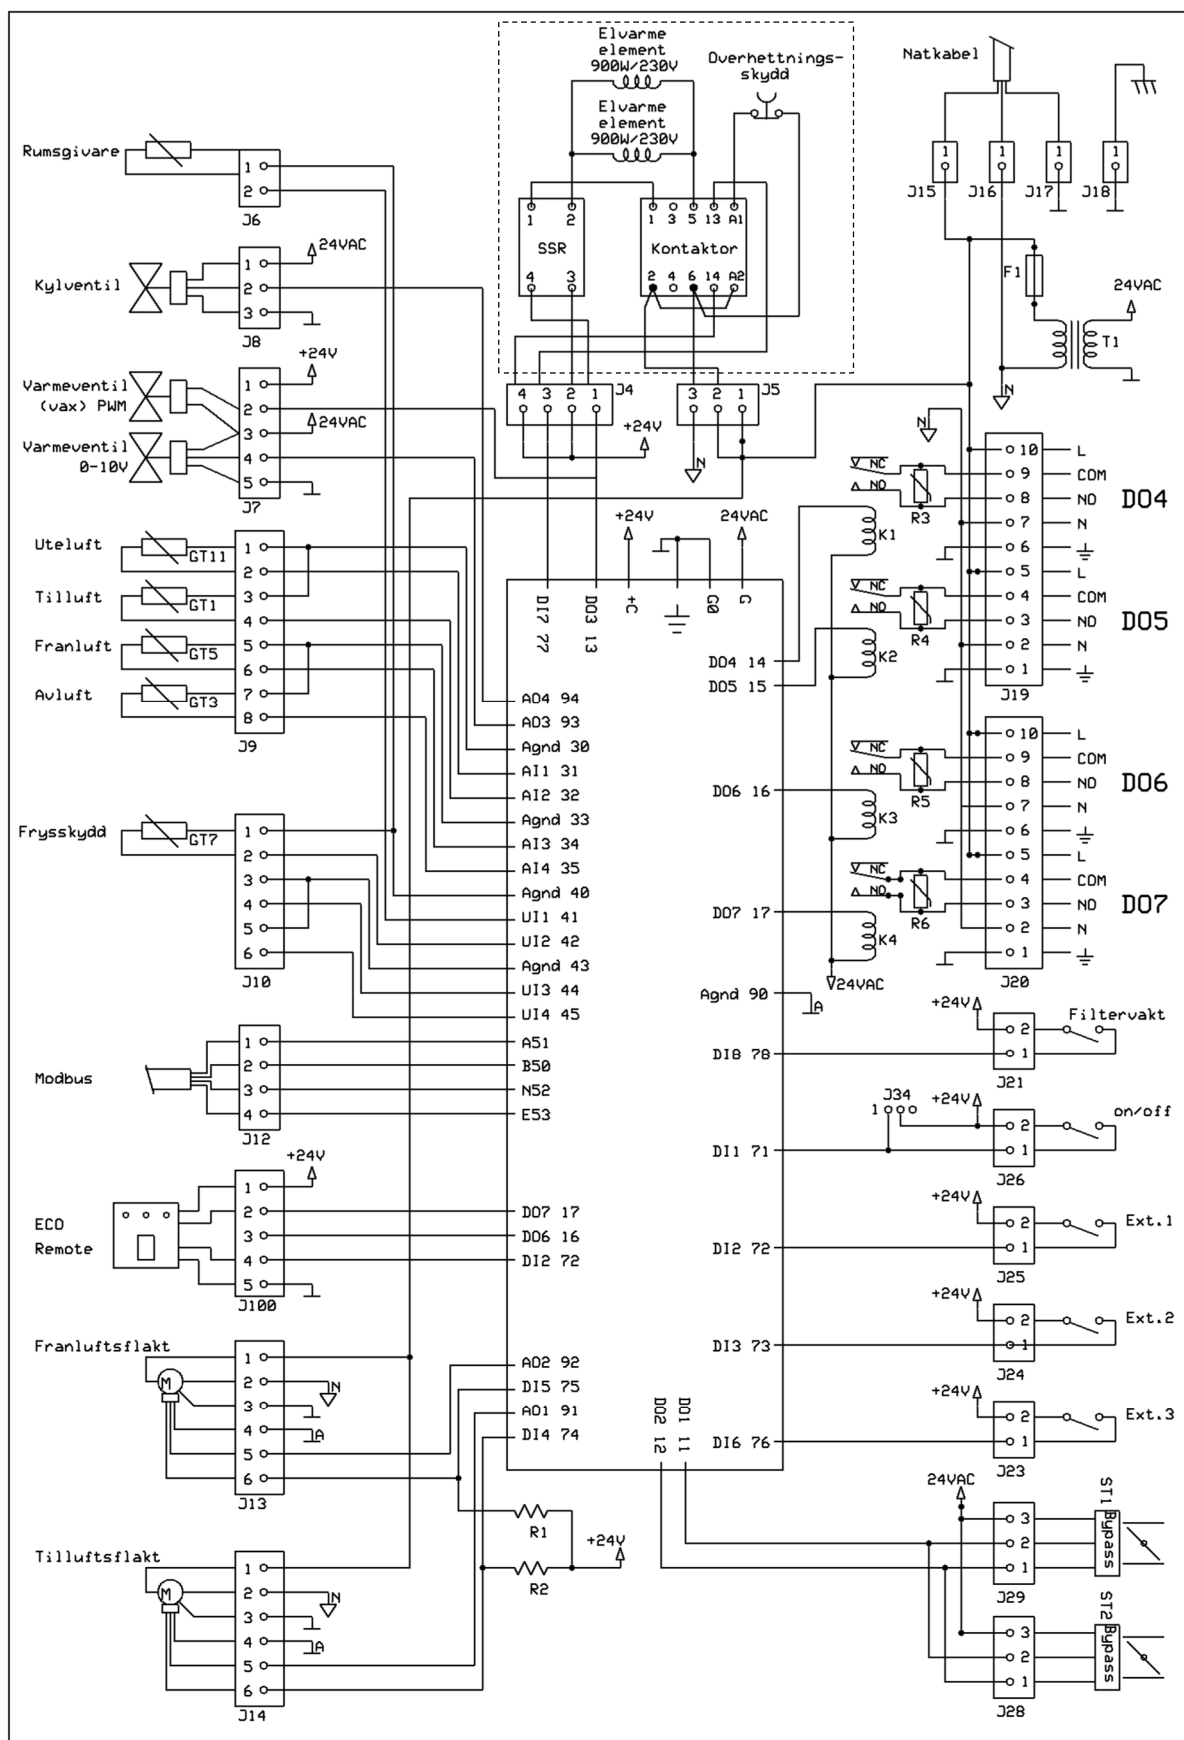 Elvarme
element
900W/230V
Overhettnings-
skydd
Elvarme
element
900W/230V
Natkabel
1 1 1 1
J15 J16 J17 J18
Rumsgivare
1
2
J6
1 2
SSR
4 3
1 3 5 13 A1
Kontaktor
2 4 6 14 A2
F1
24VAC
T1
N
Kylventil
1
2
3
J8
24VAC
+24V
Varmeventil
(vax) PWM
Varmeventil
0-10V
1
2
3
4
5
J7
24VAC
4 3 2 1
J4
3 2 1
J5
+24V
N
N
Uteluft
GT11
Tilluft
GT1
Franluft
GT5
Avluft
GT3
1
2
3
4
5
6
7
8
J9
+24V
24VAC
DI7 77
DO3 13
+C
G0
G
NC
NO
R3
K1
NC
NO
R4
K2
10 L
9 COM
8 NO
7 N
6
5 L
4 COM
3 NO
2 N
1
J19
DO4
DO5
DO4 14
DO5 15
AO4 94
AO3 93
Agnd 30
AI1 31
AI2 32
Agnd 33
AI3 34
AI4 35
Agnd 40
UI1 41
UI2 42
Agnd 43
UI3 44
UI4 45
DO6 16
DO7 17
NC
NO
R5
K3
NC
NO
R6
K4
24VAC
10 L
9 COM
8 NO
7 N
6
5 L
4 COM
3 NO
2 N
1
J20
DO6
DO7
Frysskydd
GT7
1
2
3
4
5
6
J10
Agnd 90
A
Modbus
1
2
3
4
J12
A51
B50
N52
E53
DI8 78
+24V
2
1
J21
Filtervakt
J34
1
+24V
on/off
DI1 71
2
1
J26
ECO
Remote
+24V
1
2
3
4
5
J100
DO7 17
DO6 16
DI2 72
+24V
Ext.1
DI2 72
2
1
J25
+24V
Ext.2
DI3 73
2
1
J24
Franluftsflakt
M
1
2
3
4
5
6
J13
N
A
AO2 92
DI5 75
AO1 91
DI4 74
DO2 12
DO1 11
+24V
Ext.3
DI6 76
2
1
J23
R1
R2
+24V
24VAC
3
2
1
J29
ST1 Bypass
Tilluftsflakt
M
1
2
3
4
5
6
J14
N
A
3
2
1
J28
ST2 Bypass